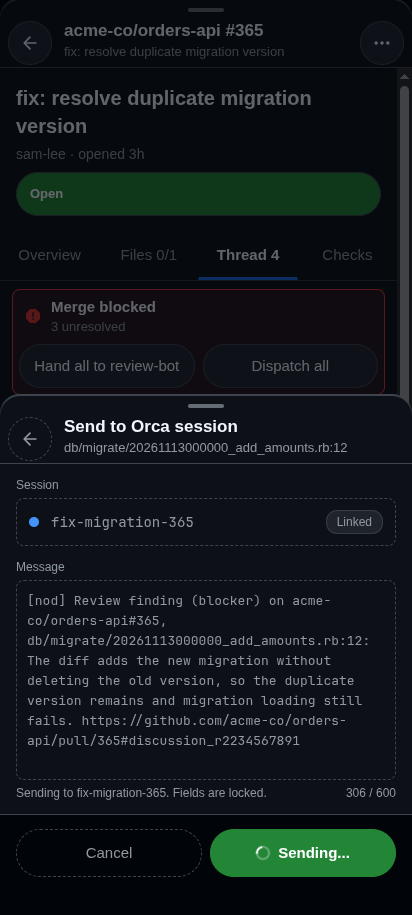 acme-co/orders-api #365
fix: resolve duplicate migration version
fix: resolve duplicate migration
version
sam-lee · opened 3h
Open
Overview
Files 0/1
Thread 4
Checks
Merge blocked
3 unresolved
Hand all to review-bot
Dispatch all
Send to Orca session
db/migrate/20261113000000_add_amounts.rb:12
Session
fix-migration-365
Linked
Message
[nod] Review finding (blocker) on acme-
co/orders-api#365,
db/migrate/20261113000000_add_amounts.rb:12:
The diff adds the new migration without
deleting the old version, so the duplicate
version remains and migration loading still
fails. https://github.com/acme-co/orders-
api/pull/365#discussion_r2234567891
Sending to fix-migration-365. Fields are locked.
306 / 600
Cancel
Sending...